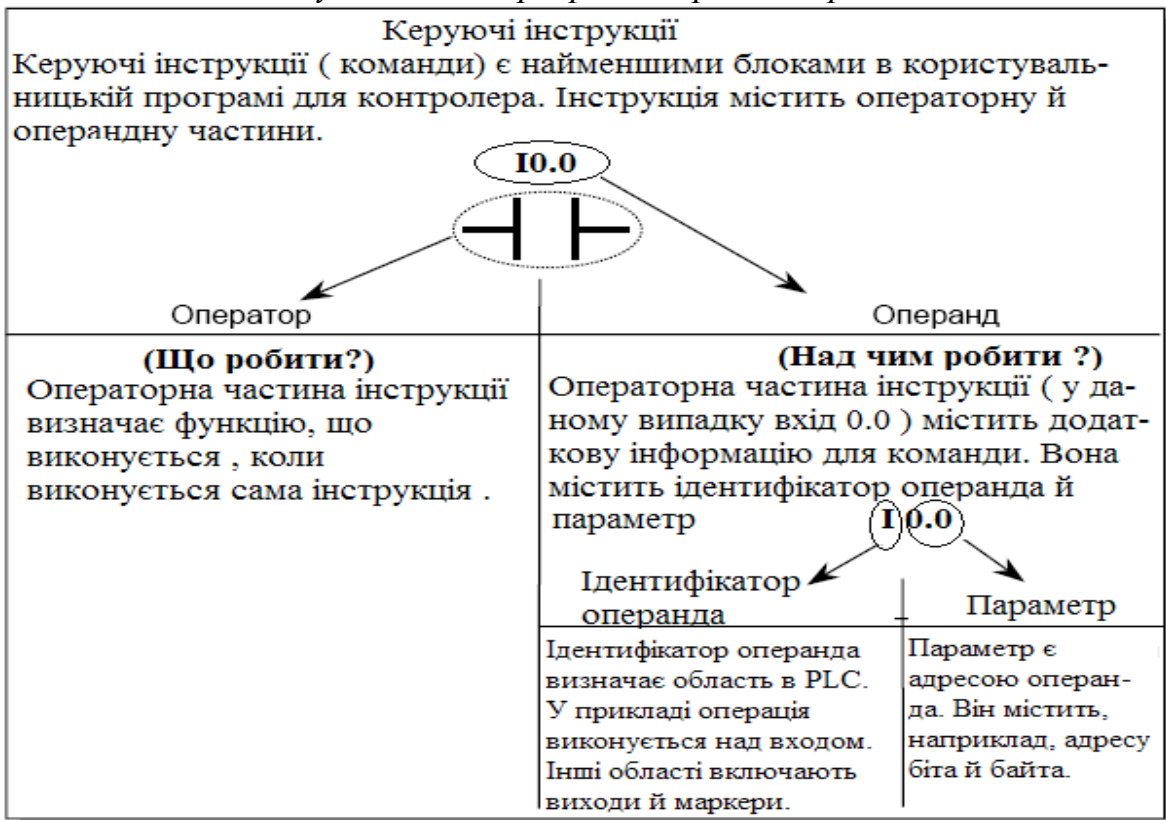 Керуючі інструкції
Керуючі інструкції ( команди) є найменшими блоками в користуваль-
ницькій програмі для контролера. Інструкція містить операторну й
операндну частини.
I0.0
Оператор
Операнд
(Що робити?)
Операторна частина інструкції
визначає функцію, що
виконується , коли
виконується сама інструкція .
(Над чим робити ?)
Операторна частина інструкції ( у да-
ному випадку вхід 0.0 ) містить додат-
кову інформацію для команди. Вона
містить ідентифікатор операнда й
параметр
I 0.0
Ідентифікатор
операнда
Параметр
Ідентифікатор операнда
визначає область в PLC.
У прикладі операція
виконується над входом.
Інші області включають
виходи й маркери.
Параметр є
адресою операн-
да. Він містить,
наприклад, адресу
біта й байта.